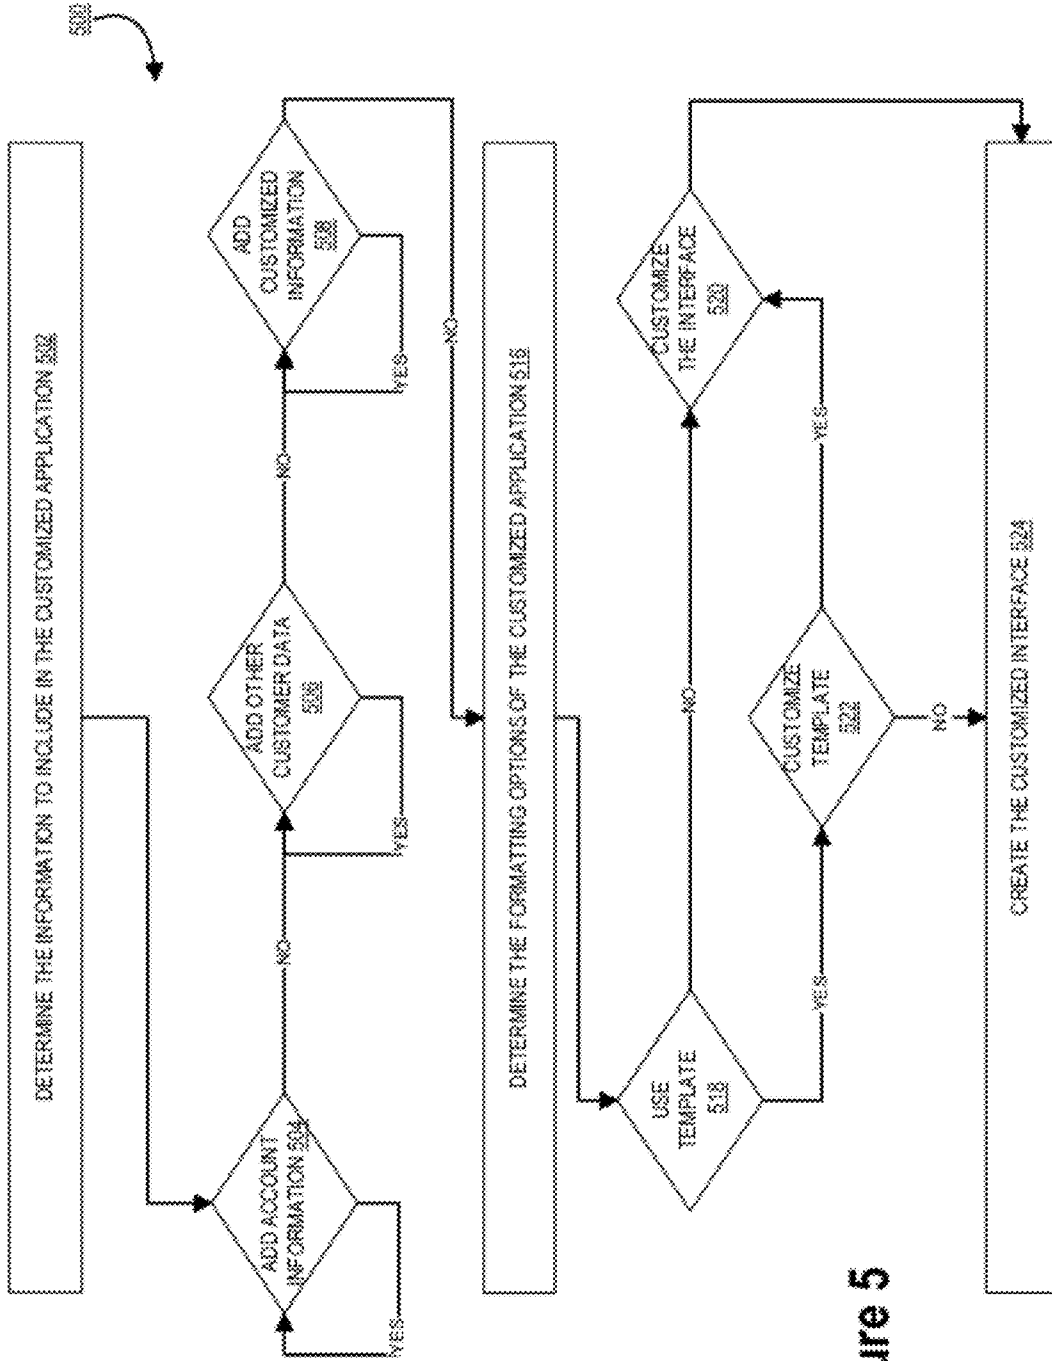 500
DETERMINE THE INFORMATION TO INCLUDE IN THE CUSTOMIZED APPLICATION 502
ADD ACCOUNT
INFORMATION 504
YES
NO
ADD OTHER
CUSTOMER DATA
506
YES
NO
ADD
CUSTOMIZED
INFORMATION
508
YES
NO
DETERMINE THE FORMATTING OPTIONS OF THE CUSTOMIZED APPLICATION 516
USE
TEMPLATE
518
NO
YES
CUSTOMIZE
TEMPLATE
522
YES
NO
CUSTOMIZE
THE INTERFACE
520
CREATE THE CUSTOMIZED INTERFACE 524
ure 5